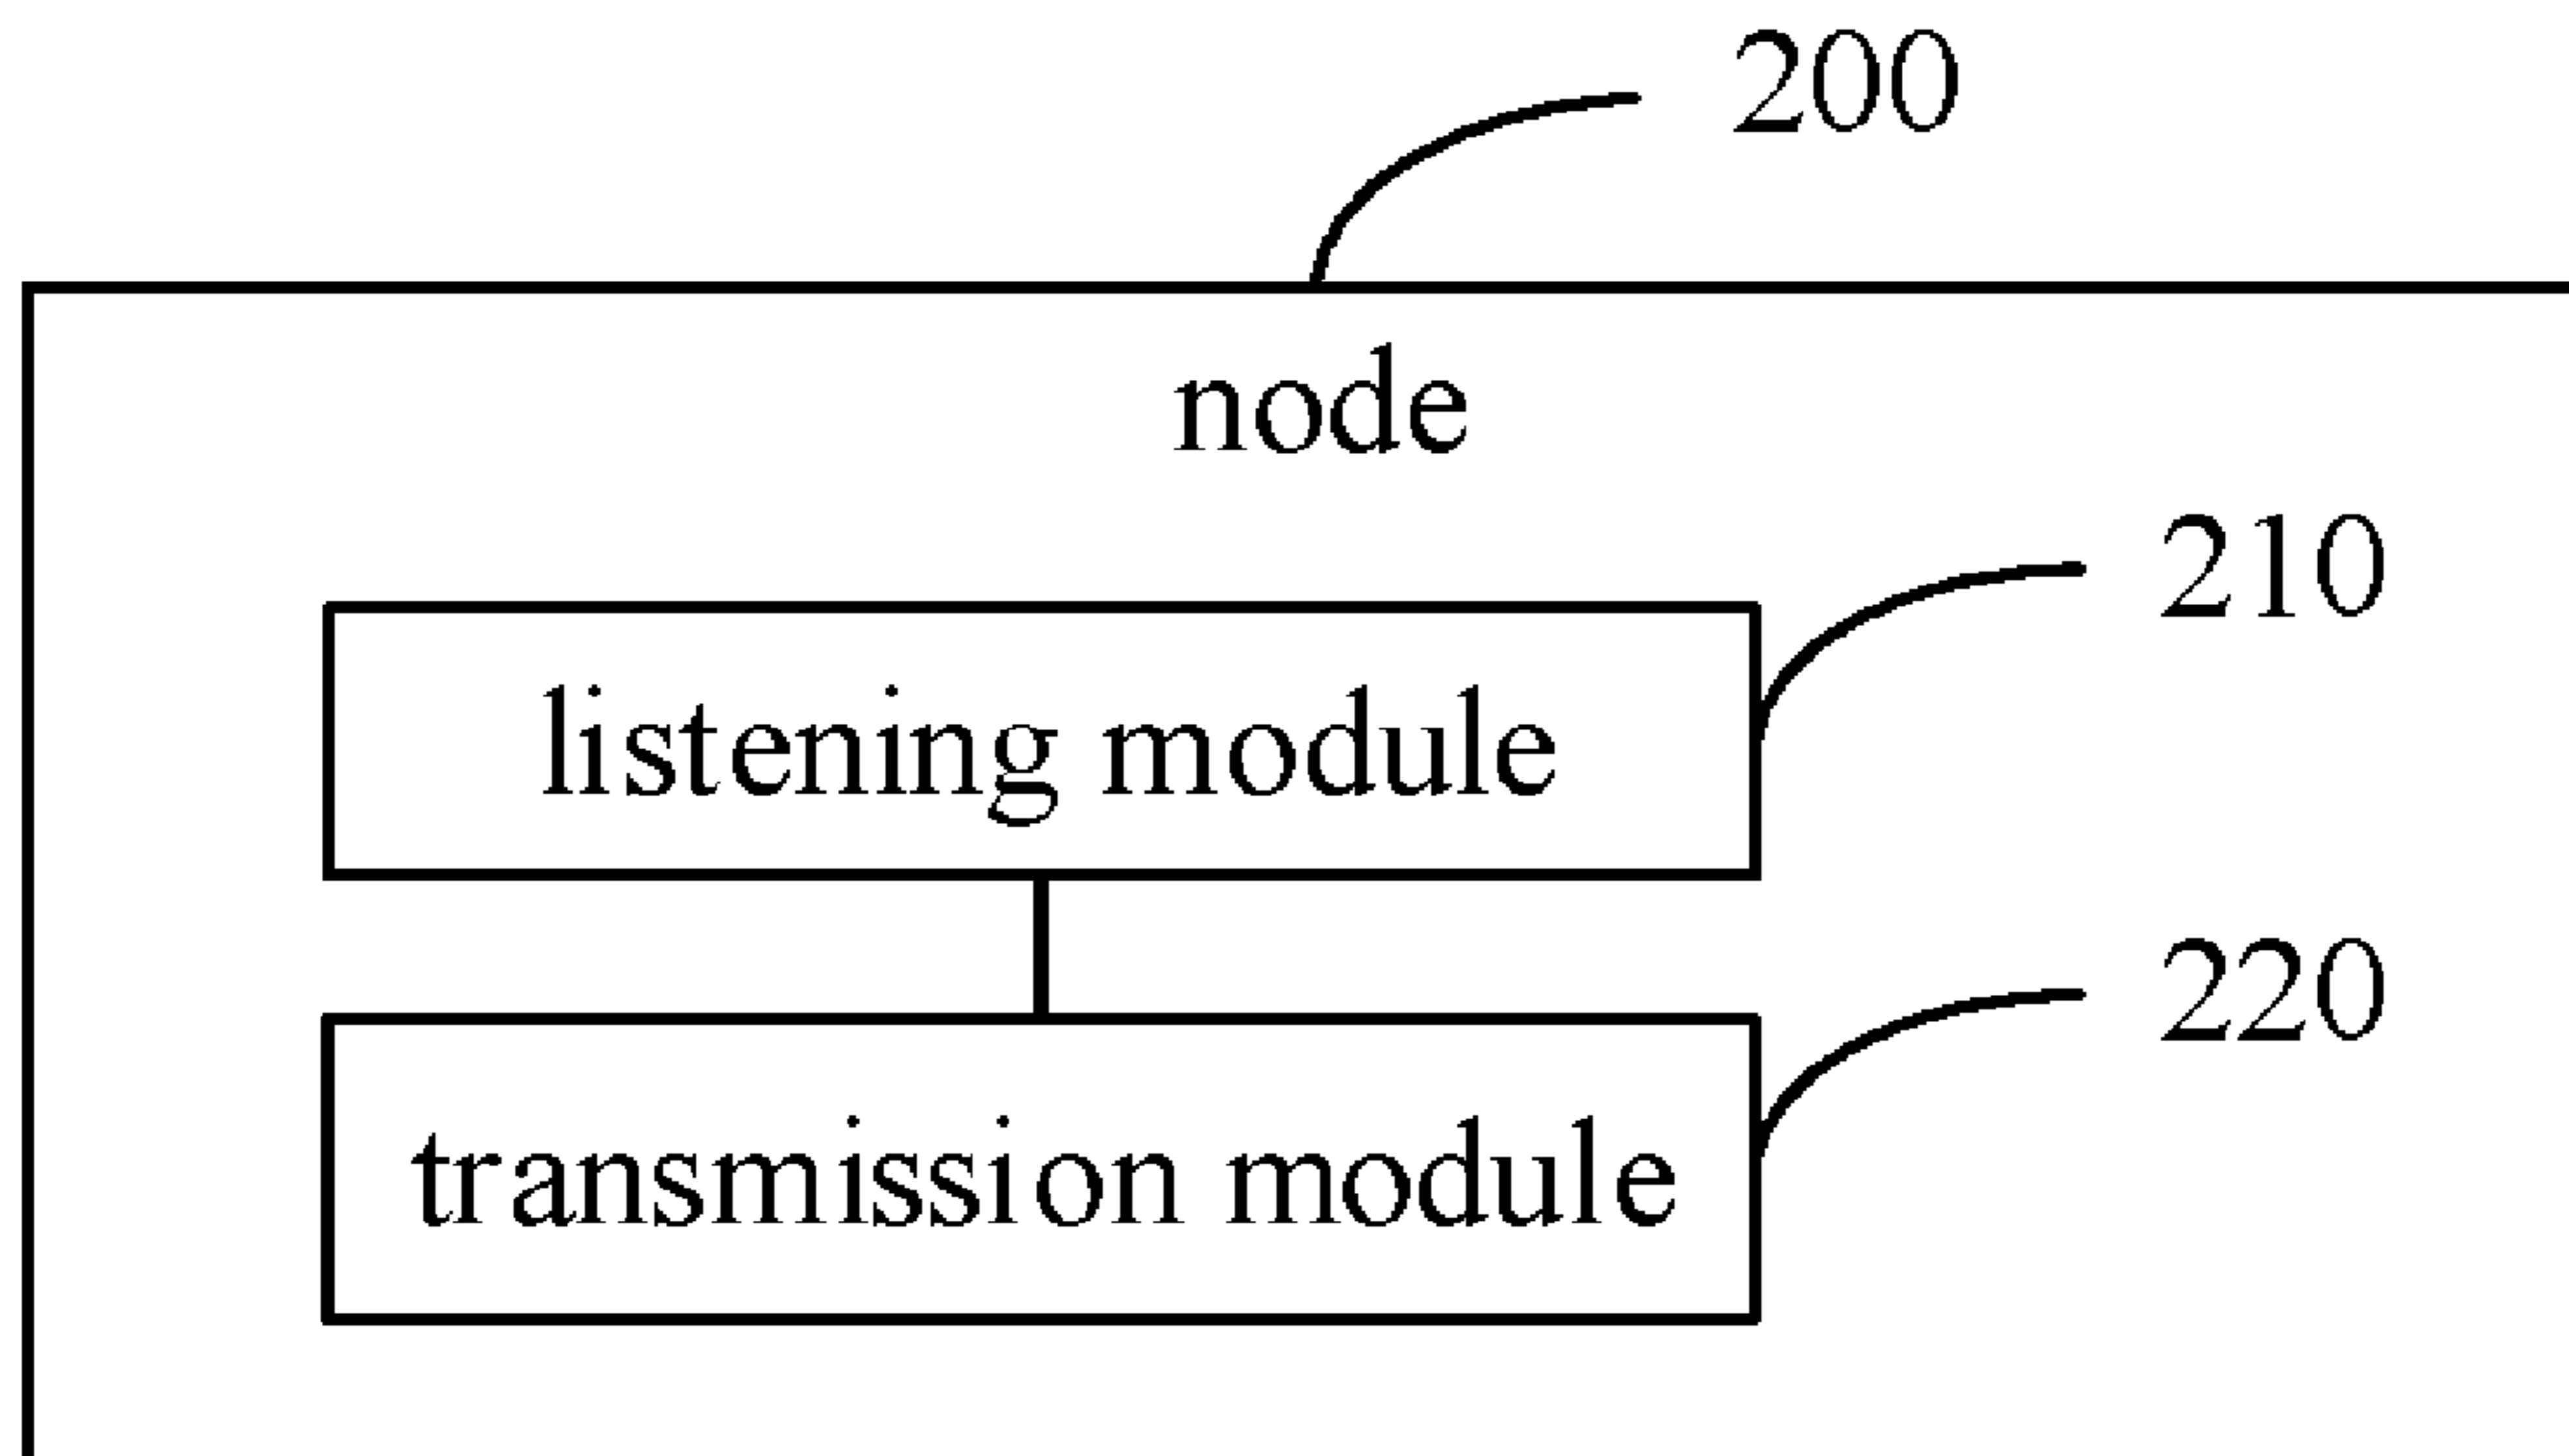 200
node
210
listening module
220
transmission module